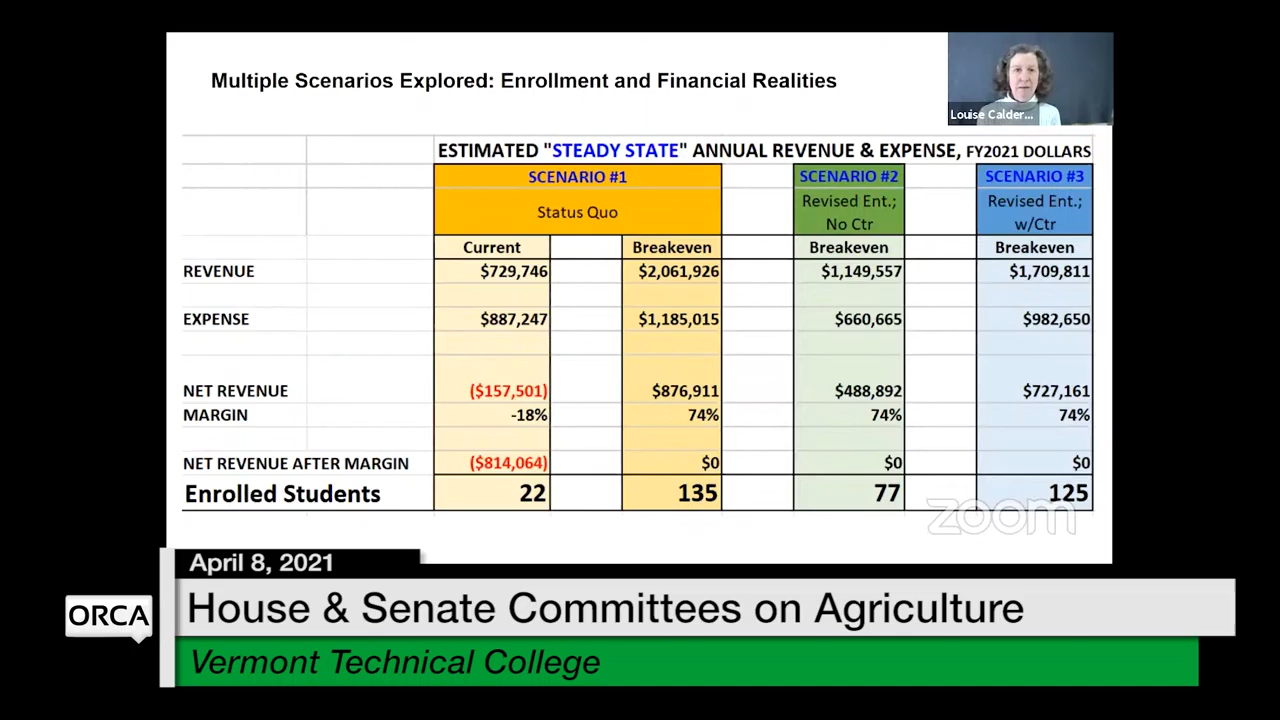 Multiple Scenarios Explored: Enrollment and Financial Realities
Louise Calder...
ESTIMATED "STEADY STATE" ANNUAL REVENUE & EXPENSE, FY2021 DOLLARS
SCENARIO #1 SCENARIO #2 SCENARIO #3
Status Quo Revised Ent.; No Ctr Revised Ent.; w/Ctr
Current Breakeven Breakeven Breakeven
REVENUE $729,746 $2,061,926 $1,149,557 $1,709,811
EXPENSE $887,247 $1,185,015 $660,665 $982,650
NET REVENUE ($157,501) $876,911 $488,892 $727,161
MARGIN -18% 74% 74% 74%
NET REVENUE AFTER MARGIN ($814,064) $0 $0 $0
Enrolled Students 22 135 77 125
zoom
April 8, 2021
ORCA
House & Senate Committees on Agriculture
Vermont Technical College